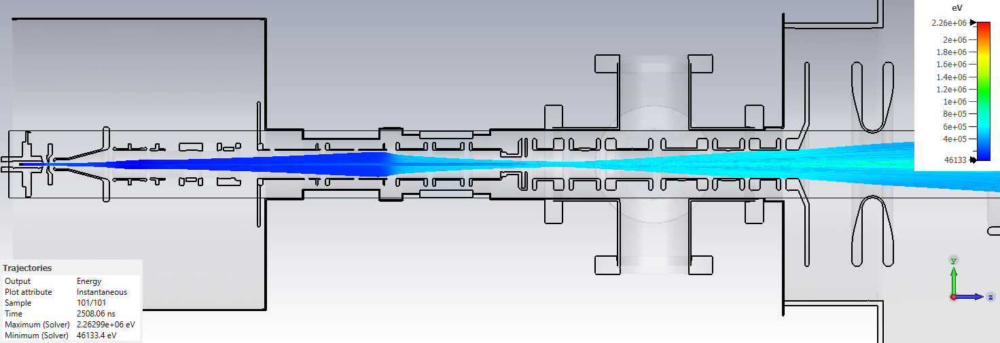 eV
2.26e+06
2e+06
1.8e+06
1.6e+06
1.4e+06
1.2e+06
1e+06
8e+05
6e+05
4e+05
46133
Trajectories
Output Energy
Plot attribute Instantaneous
Sample 101/101
Time 2508.06 ns
Maximum (Solver) 2.26299e+06 eV
Minimum (Solver) 46133.4 eV
y
z